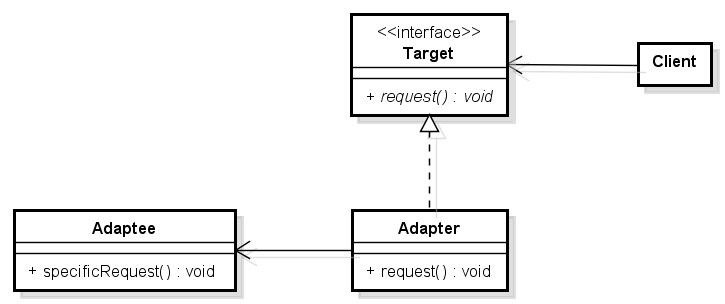 <<interface>>
Target
+ request() : void
Client
Adaptee
+ specificRequest() : void
Adapter
+ request() : void